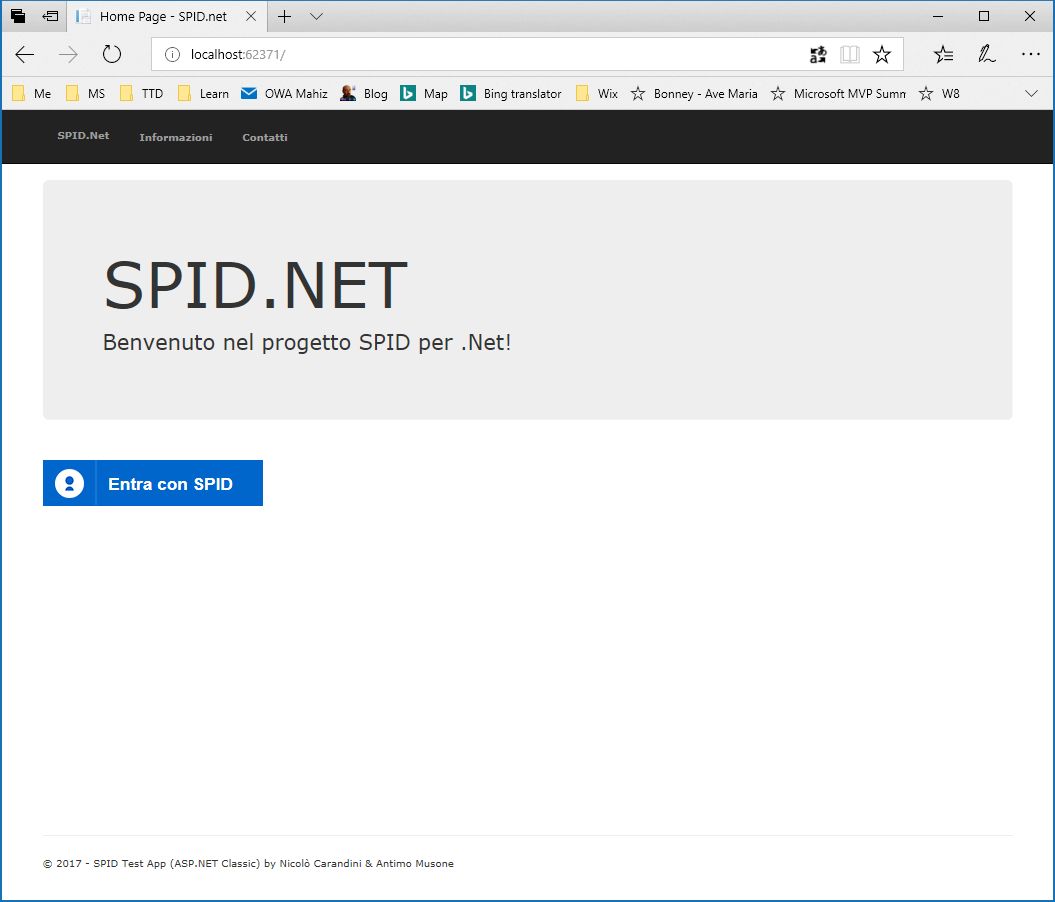 Home Page - SPID.net
localhost:62371/
Me MS TTD Learn OWA Mahiz Blog Map Bing translator Wix Bonney - Ave Maria Microsoft MVP Summ W8
SPID.Net Informazioni Contatti
SPID.NET
Benvenuto nel progetto SPID per .Net!
Entra con SPID
© 2017 - SPID Test App (ASP.NET Classic) by Nicolò Carandini & Antimo Musone